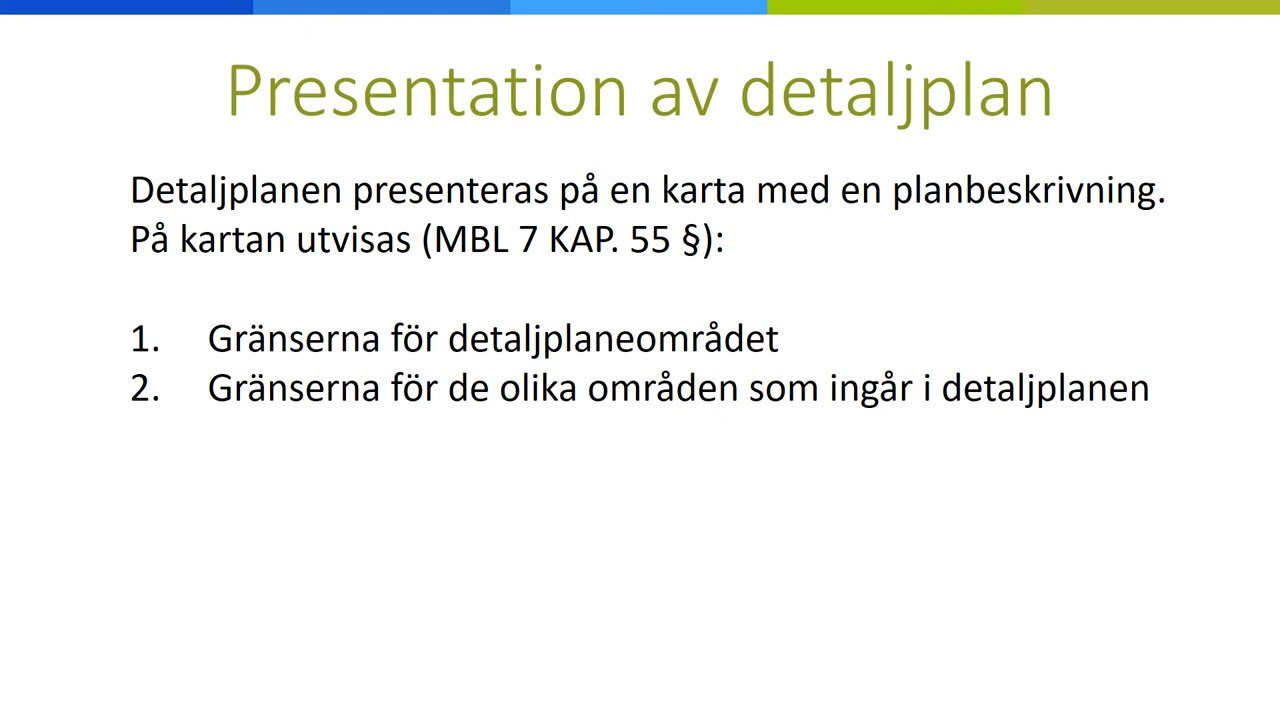 Presentation av detaljplan
Detaljplanen presenteras på en karta med en planbeskrivning.
På kartan utvisas (MBL 7 KAP. 55 §):
1. Gränserna för detaljplaneområdet
2. Gränserna för de olika områden som ingår i detaljplanen